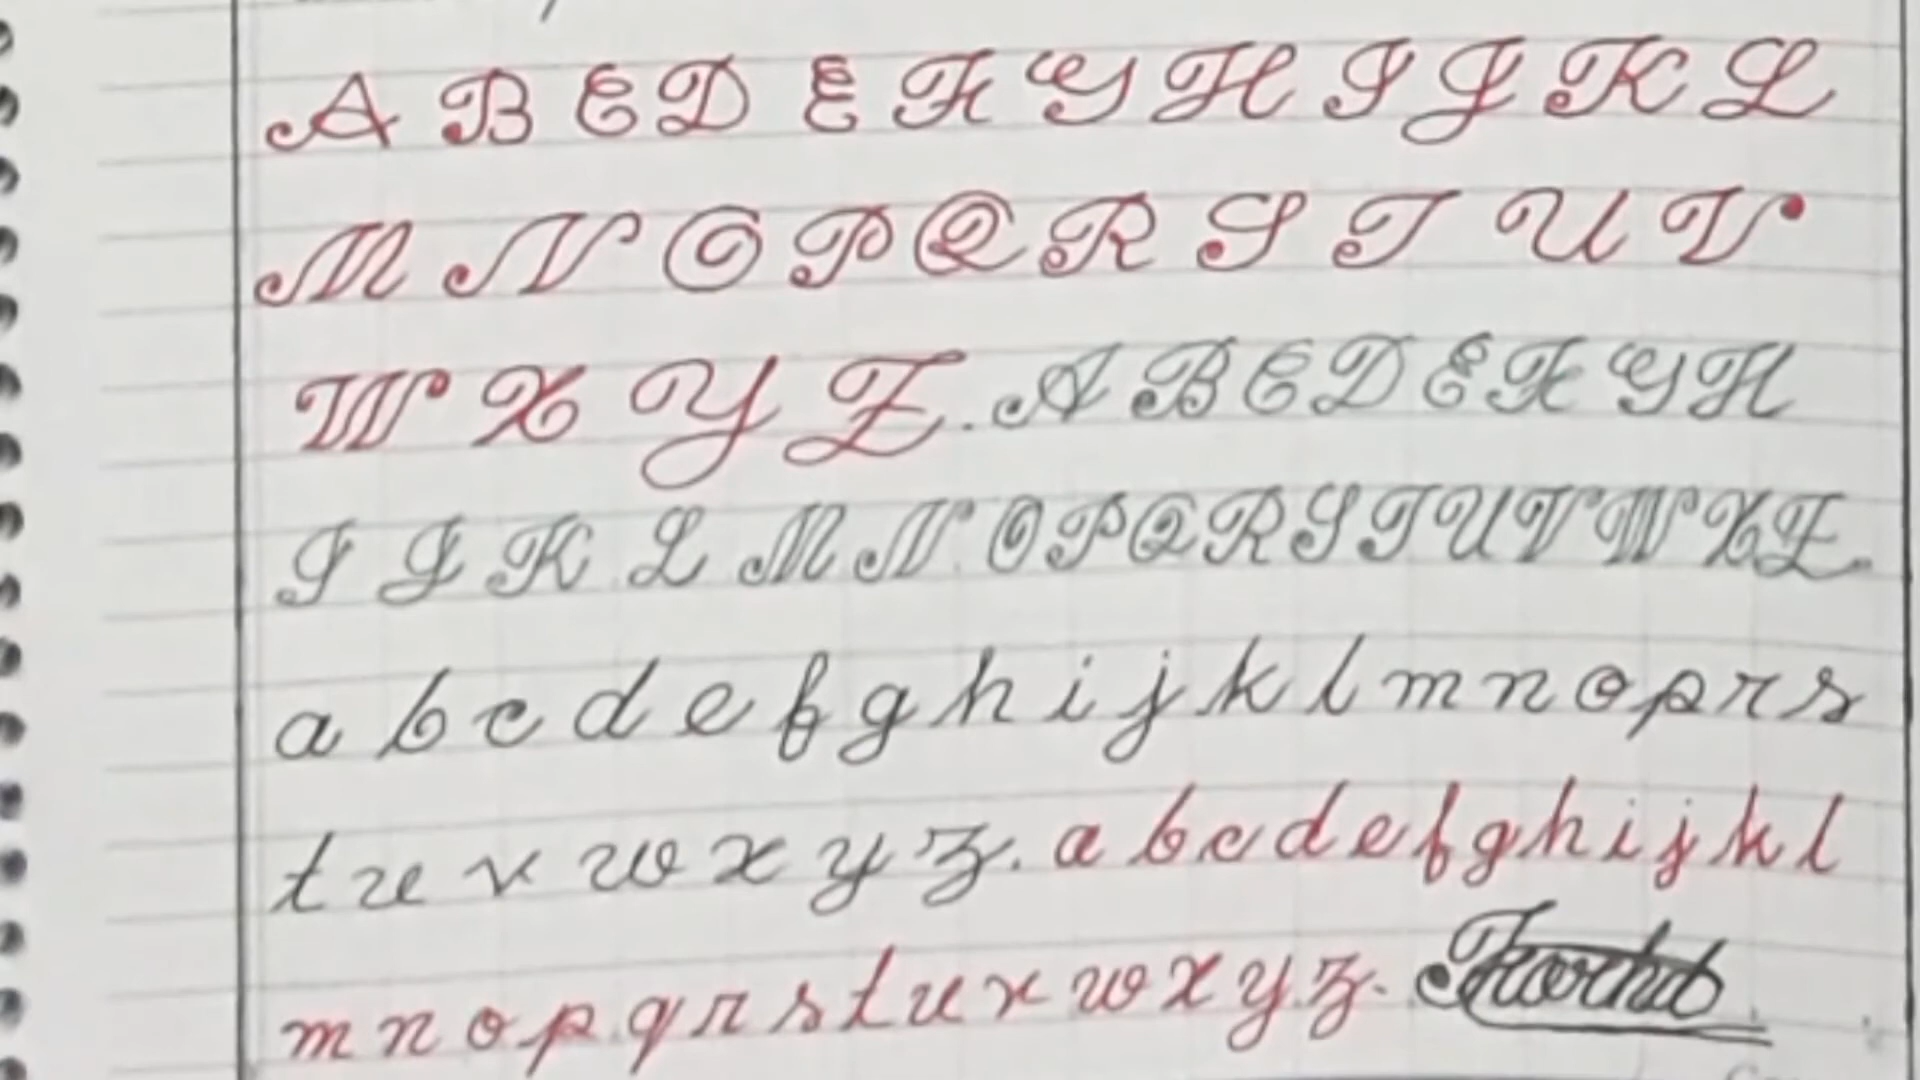 A B C D E F G H I J K L
M N O P Q R S T U V
W X Y Z. A B C D E F G H
I J K L M N O P Q R S T U V W X Z.
a b c d e f g h i j k l m n o p r s
t u v w x y z. a b c d e f g h i j k l
m n o p q r s t u v w x y z.